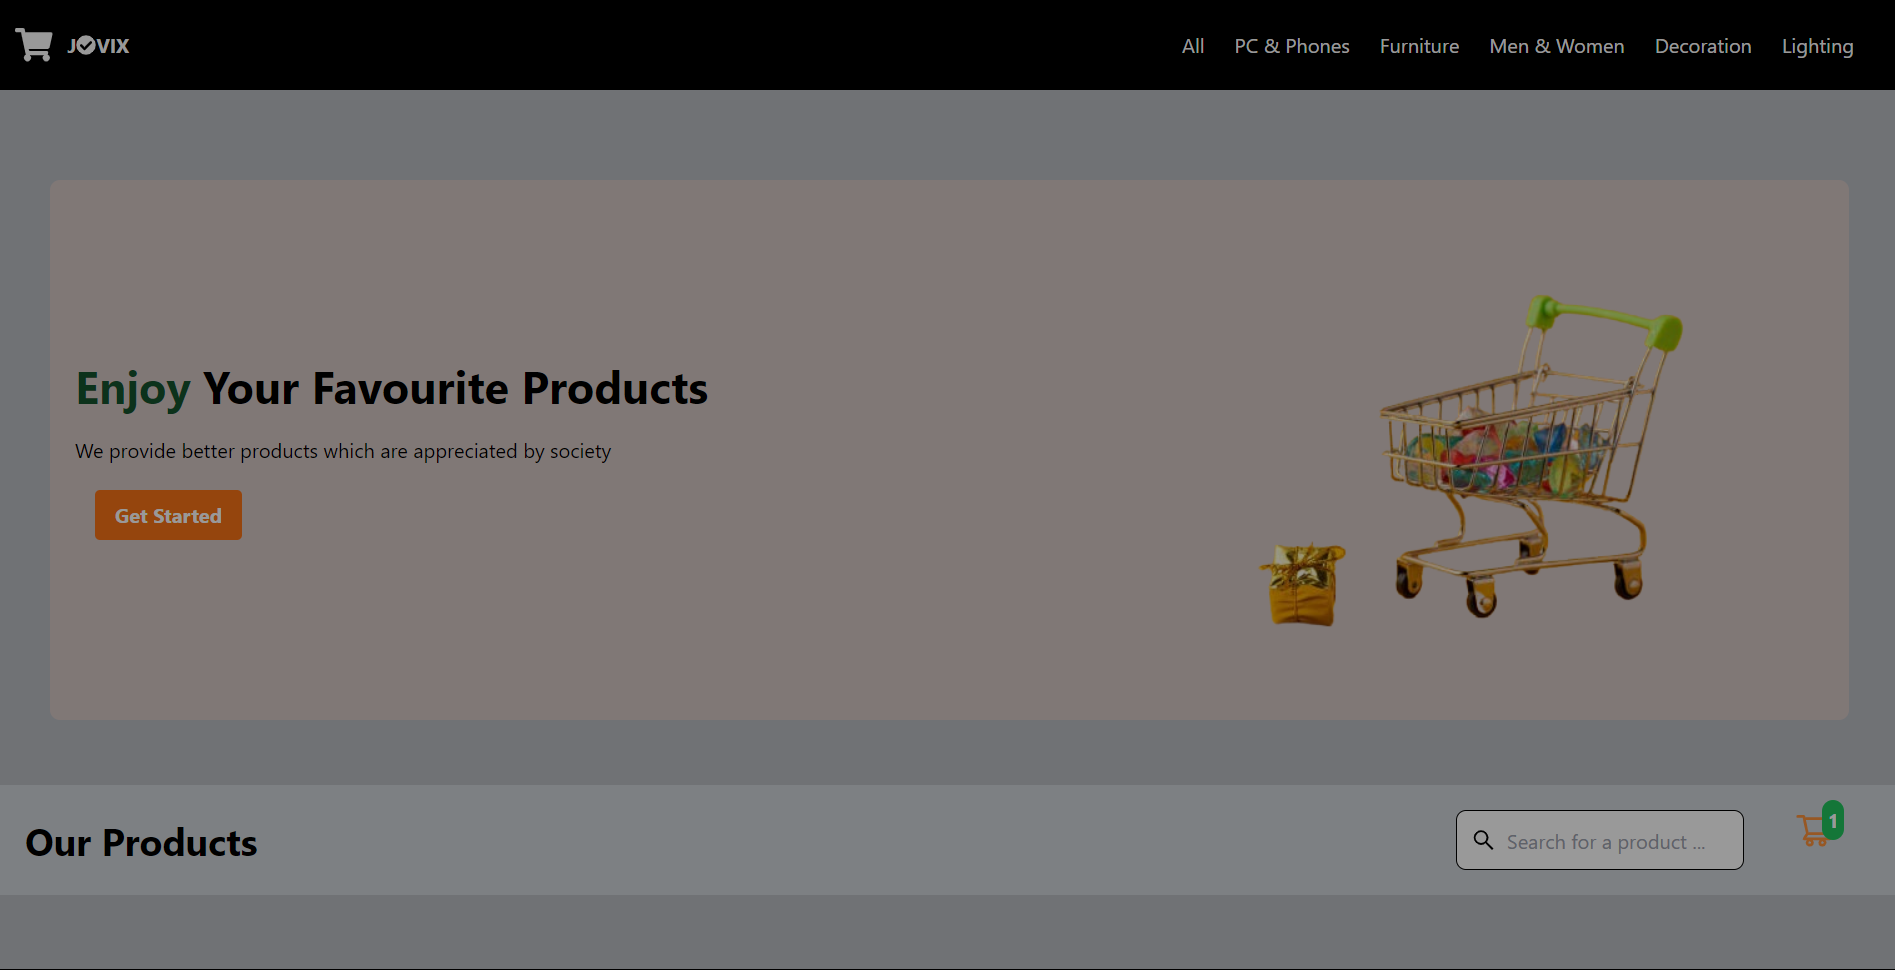 JOVIX
All PC & Phones Furniture Men & Women Decoration Lighting
Enjoy Your Favourite Products
We provide better products which are appreciated by society
Get Started
Our Products
Search for a product ...
1